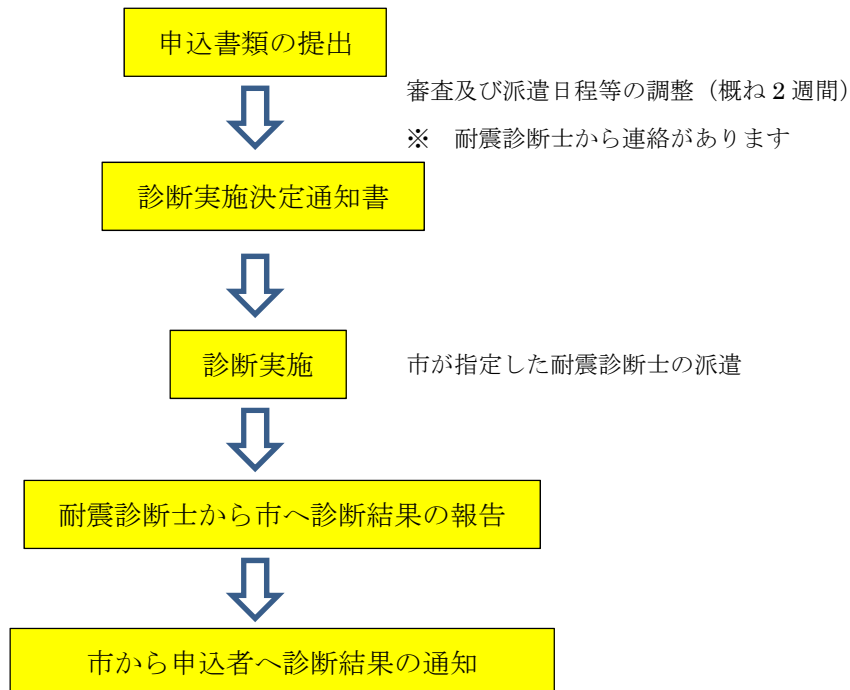 申込書類の提出
審査及び派遣日程等の調整（概ね 2 週間）
※　耐震診断士から連絡があります
診断実施決定通知書
診断実施
市が指定した耐震診断士の派遣
耐震診断士から市へ診断結果の報告
市から申込者へ診断結果の通知